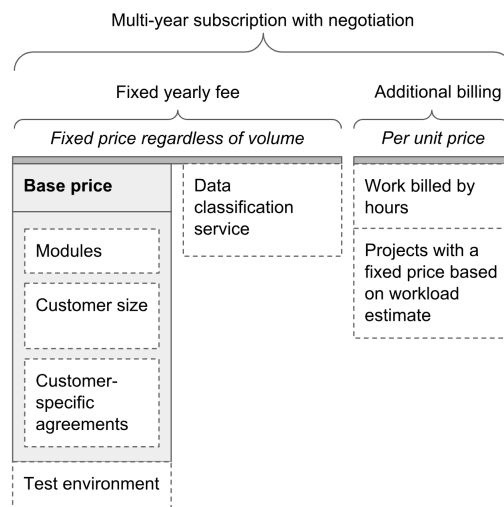 Multi-year subscription with negotiation
Fixed yearly fee
Additional billing
Fixed price regardless of volume
Per unit price
Base price
Modules
Customer size
Customer-
specific
agreements
Test environment
Data
classification
service
Work billed by
hours
Projects with a
fixed price based
on workload
estimate